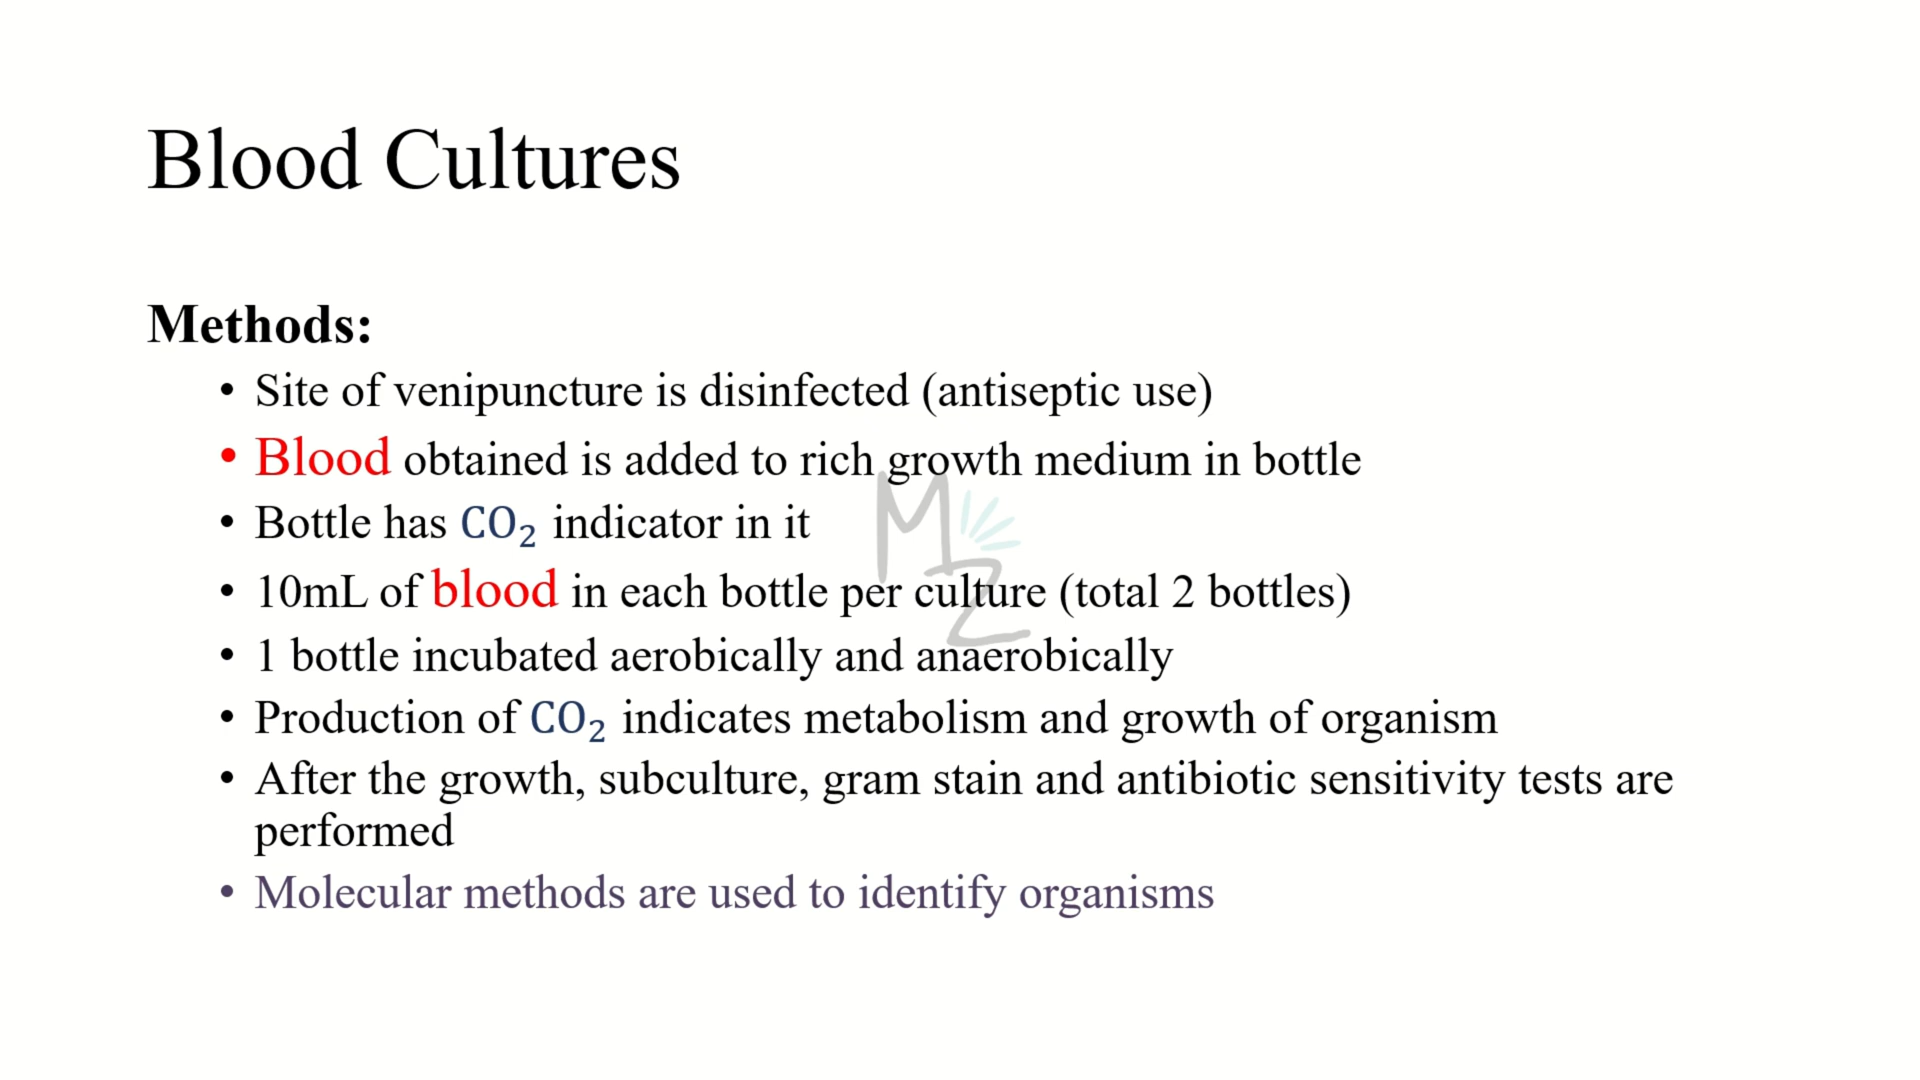 Blood Cultures
Methods:
• Site of venipuncture is disinfected (antiseptic use)
• Blood obtained is added to rich growth medium in bottle
• Bottle has CO₂ indicator in it
• 10mL of blood in each bottle per culture (total 2 bottles)
• 1 bottle incubated aerobically and anaerobically
• Production of CO₂ indicates metabolism and growth of organism
• After the growth, subculture, gram stain and antibiotic sensitivity tests are
performed
• Molecular methods are used to identify organisms
MZ